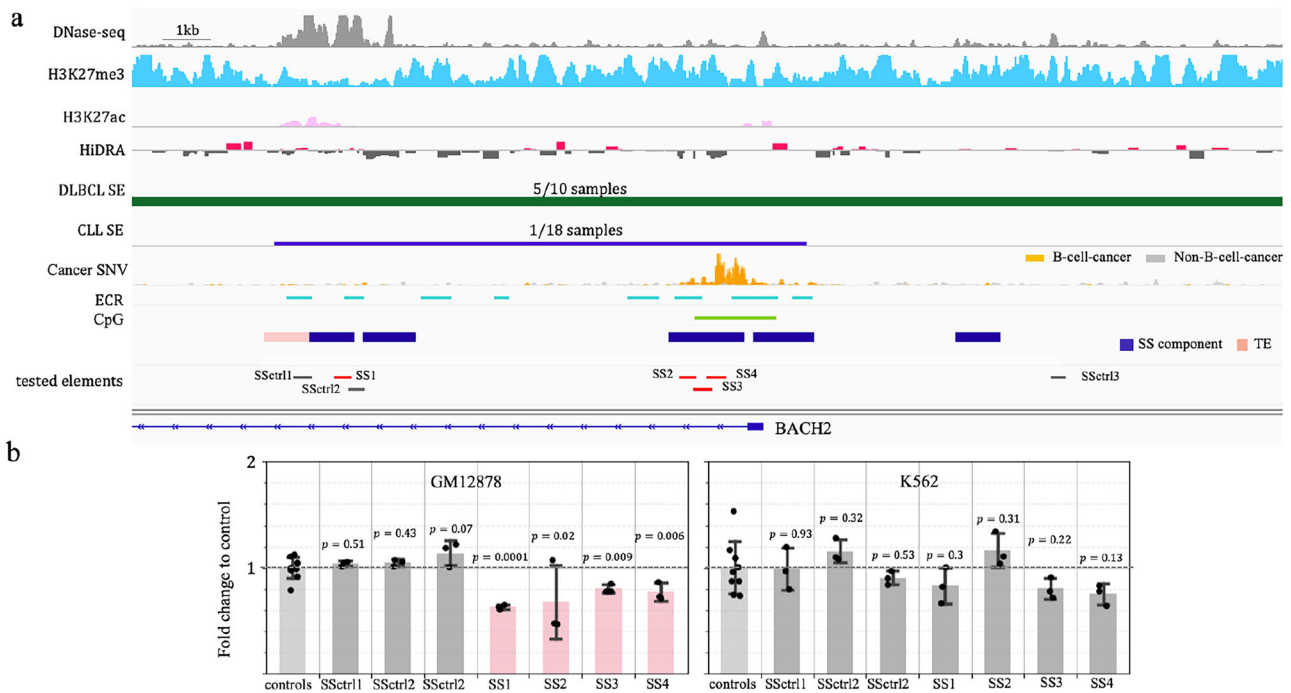 a
DNase-seq
1kb
H3K27me3
H3K27ac
HiDRA
DLBCL SE
5/10 samples
CLL SE
1/18 samples
Cancer SNV
B-cell-cancer
Non-B-cell-cancer
ECR
CpG
SS component
TE
tested elements
SSctrl1
SS1
SSctrl2
SS2
SS4
SS3
SSctrl3
BACH2
b
Fold change to control
2
1
GM12878
p = 0.51
p = 0.43
p = 0.07
p = 0.0001
p = 0.02
p = 0.009
p = 0.006
controls
SSctrl1
SSctrl2
SSctrl2
SS1
SS2
SS3
SS4
K562
p = 0.93
p = 0.32
p = 0.53
p = 0.3
p = 0.31
p = 0.22
p = 0.13
controls
SSctrl1
SSctrl2
SSctrl2
SS1
SS2
SS3
SS4